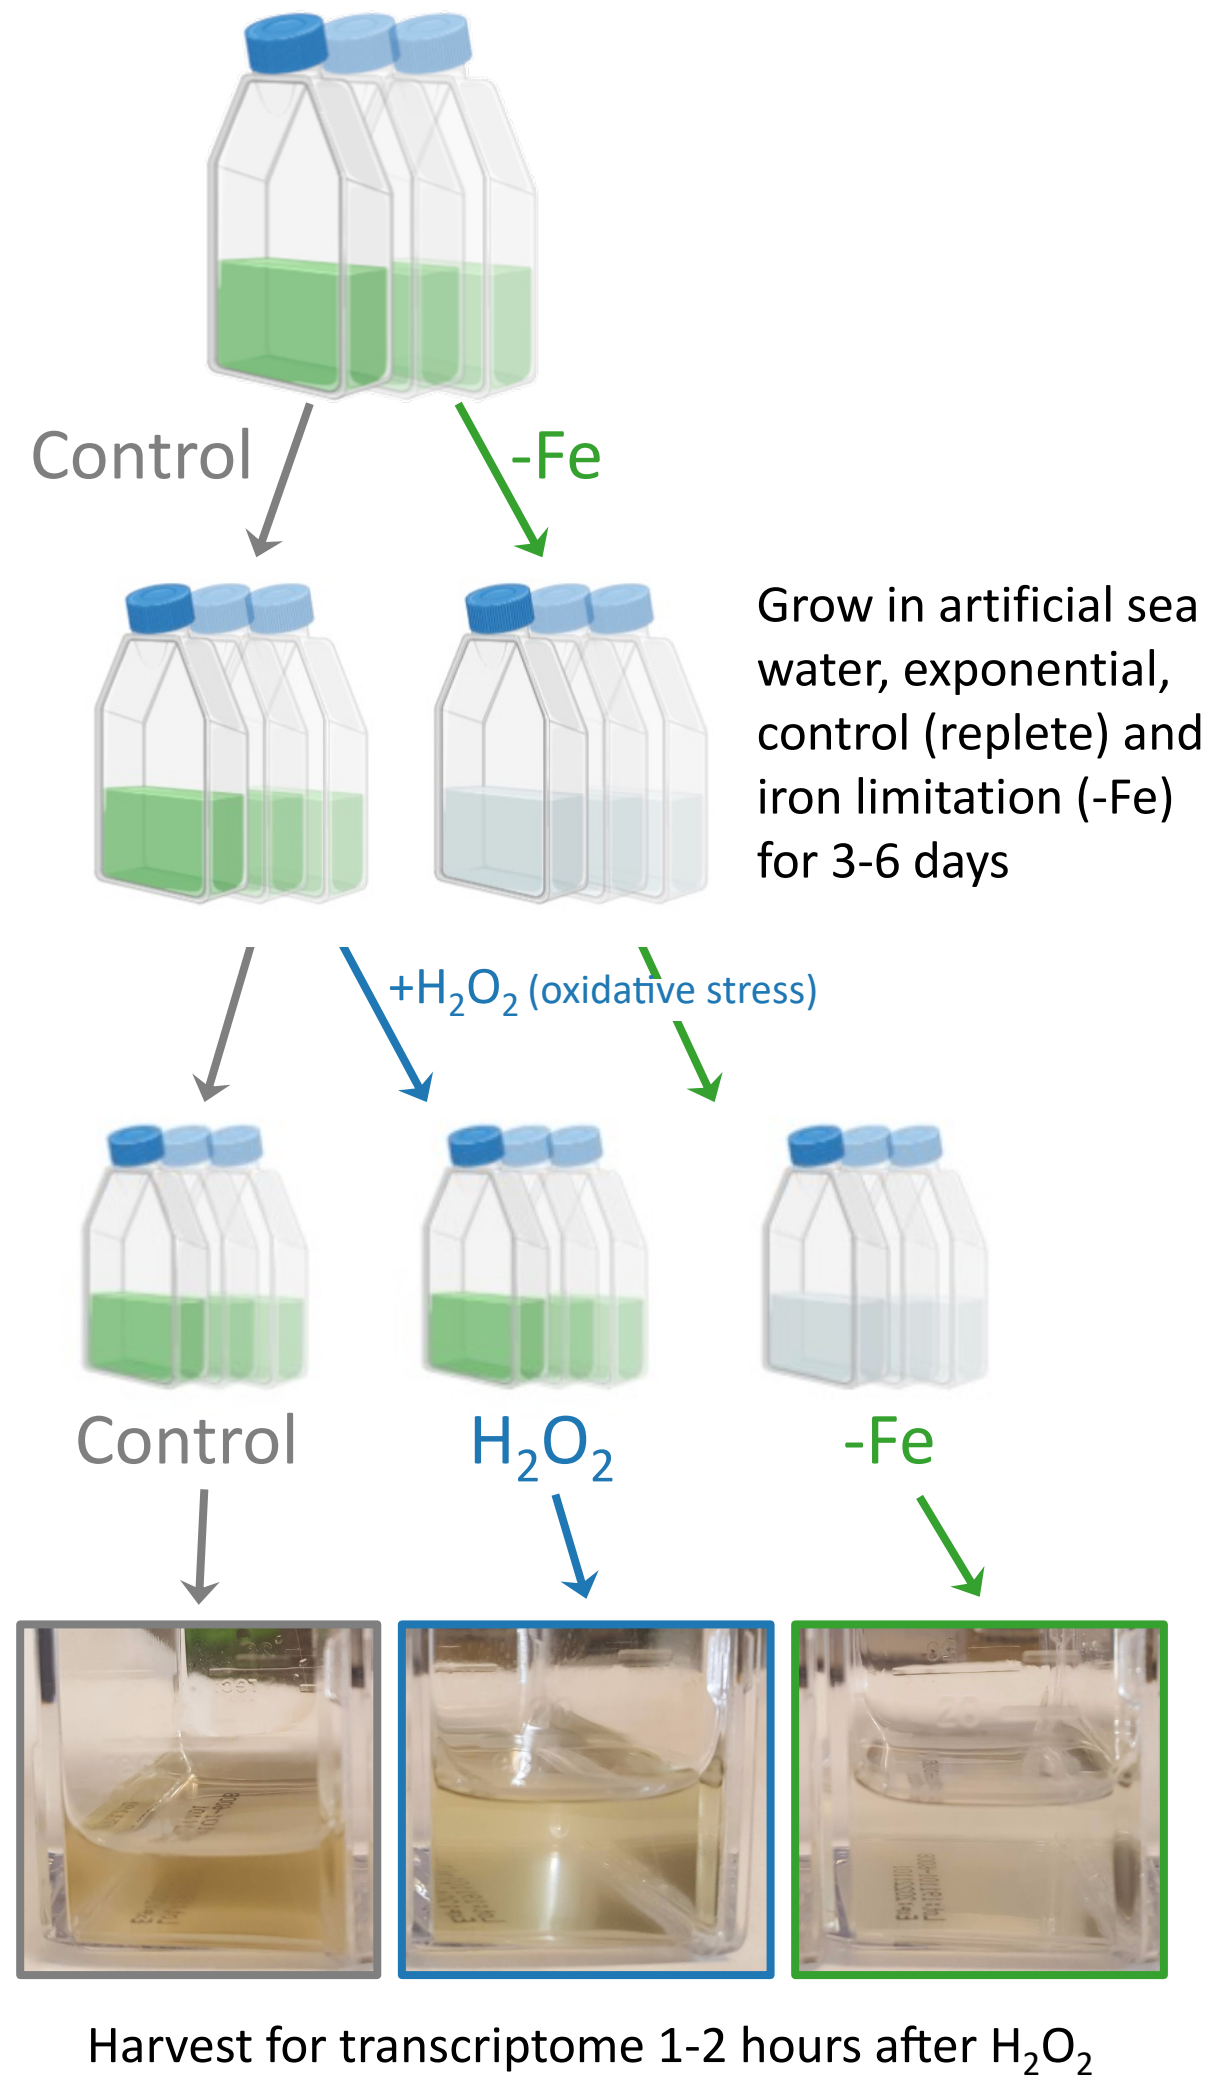 Control
-Fe
Grow in artificial sea
water, exponential,
control (replete) and
iron limitation (-Fe)
for 3-6 days
+H₂O₂ (oxidative stress)
Control
H₂O₂
-Fe
Harvest for transcriptome 1-2 hours after H₂O₂